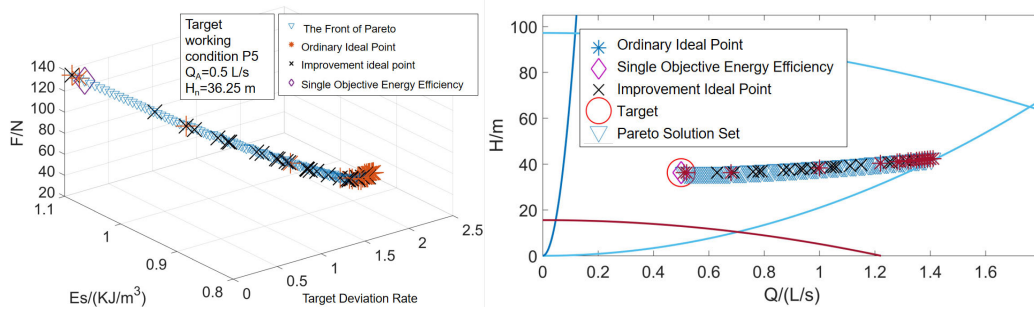 Target
working
condition P5
Q_A=0.5 L/s
H_n=36.25 m
The Front of Pareto
Ordinary Ideal Point
Improvement ideal point
Single Objective Energy Efficiency
F/N
140
120
100
80
60
40
20
1.1
1
0.9
0.8
Es/(KJ/m³)
0
0.5
1
1.5
2
2.5
Target Deviation Rate
H/m
100
80
60
40
20
0
Ordinary Ideal Point
Single Objective Energy Efficiency
Improvement Ideal Point
Target
Pareto Solution Set
0
0.2
0.4
0.6
0.8
1
1.2
1.4
1.6
Q/(L/s)